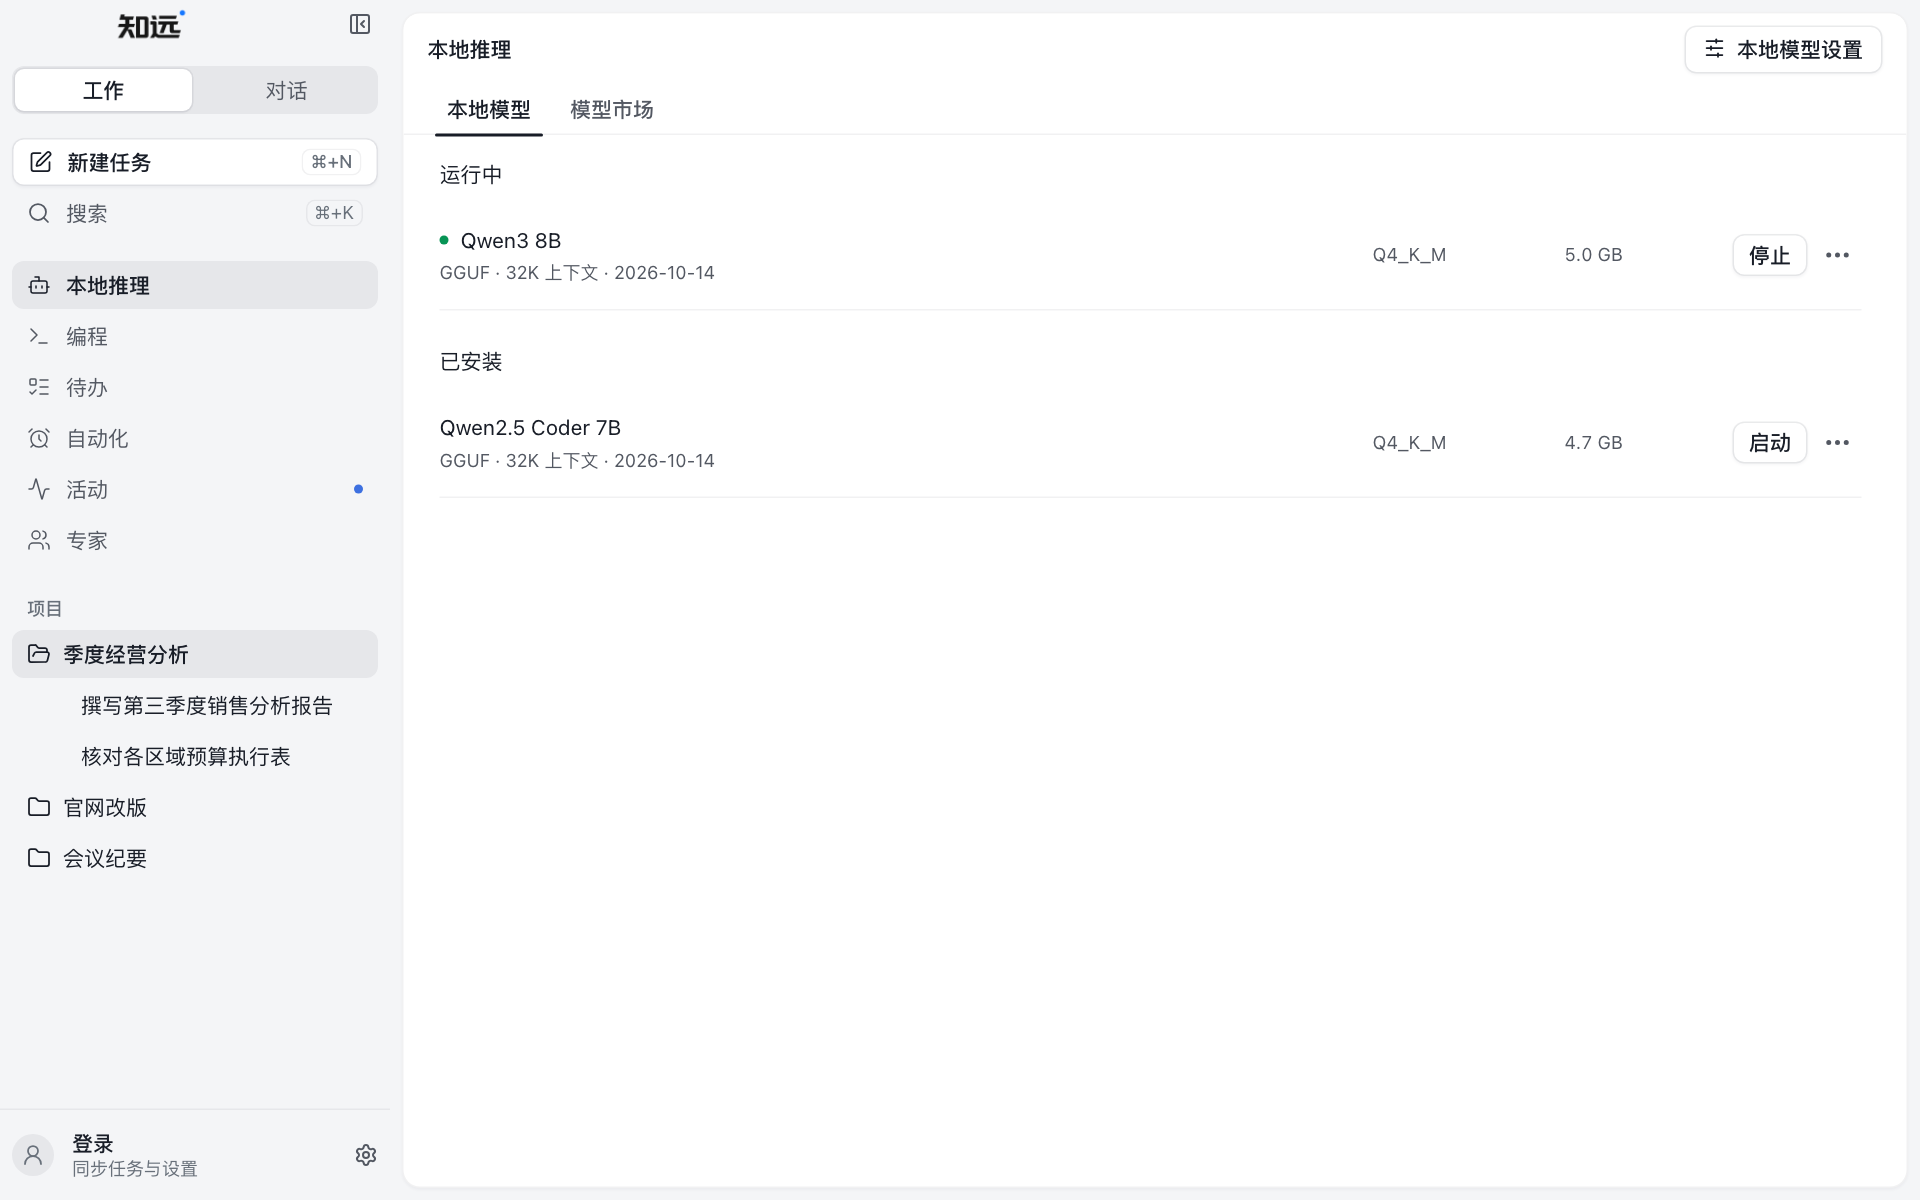 知远
工作
对话
新建任务
⌘+N
搜索
⌘+K
本地推理
编程
待办
自动化
活动
专家
项目
季度经营分析
撰写第三季度销售分析报告
核对各区域预算执行表
官网改版
会议纪要
登录
同步任务与设置
本地推理
本地模型设置
本地模型
模型市场
运行中
Qwen3 8B
GGUF · 32K 上下文 · 2026-10-14
Q4_K_M
5.0 GB
停止
已安装
Qwen2.5 Coder 7B
GGUF · 32K 上下文 · 2026-10-14
Q4_K_M
4.7 GB
启动